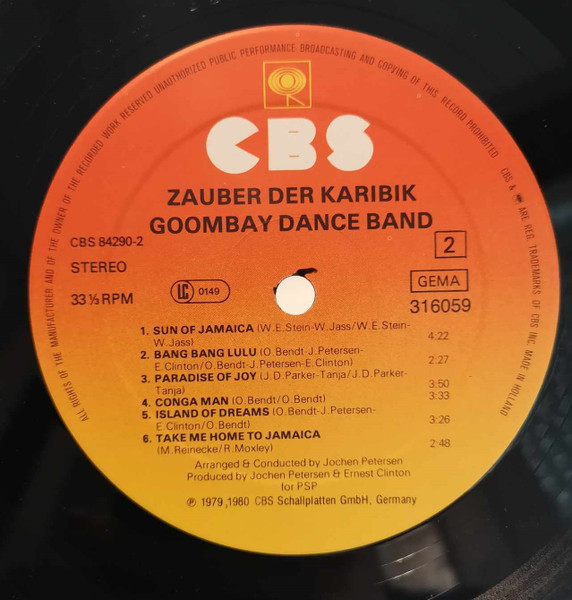 ALL RIGHTS OF THE MANUFACTURER AND OF THE OWNER OF THE RECORDED WORK RESERVED UNAUTHORIZED PUBLIC PERFORMANCE BROADCASTING AND COPYING OF THIS RECORD PROHIBITED
CBS & ARE REG. TRADEMARKS OF CBS INC. MADE IN HOLLAND
CBS
ZAUBER DER KARIBIK
GOOMBAY DANCE BAND
CBS 84290-2
2
STEREO
GEMA
33 ⅓ RPM
LC 0149
316059
1. SUN OF JAMAICA (W.E.Stein-W.Jass/W.E.Stein-
W.Jass) 4:22
2. BANG BANG LULU (O.Bendt-J.Petersen-
E.Clinton/O.Bendt-J.Petersen-E.Clinton) 2:27
3. PARADISE OF JOY (J.D.Parker-Tanja/J.D.Parker-
Tanja) 3:50
4. CONGA MAN (O.Bendt/O.Bendt) 3:33
5. ISLAND OF DREAMS (O.Bendt-J.Petersen-
E.Clinton/O.Bendt) 3:26
6. TAKE ME HOME TO JAMAICA
(M.Reinecke/R.Moxley) 2:48
Arranged & Conducted by Jochen Petersen
Produced by Jochen Petersen & Ernest Clinton
for PSP
℗ 1979,1980 CBS Schallplatten GmbH, Germany